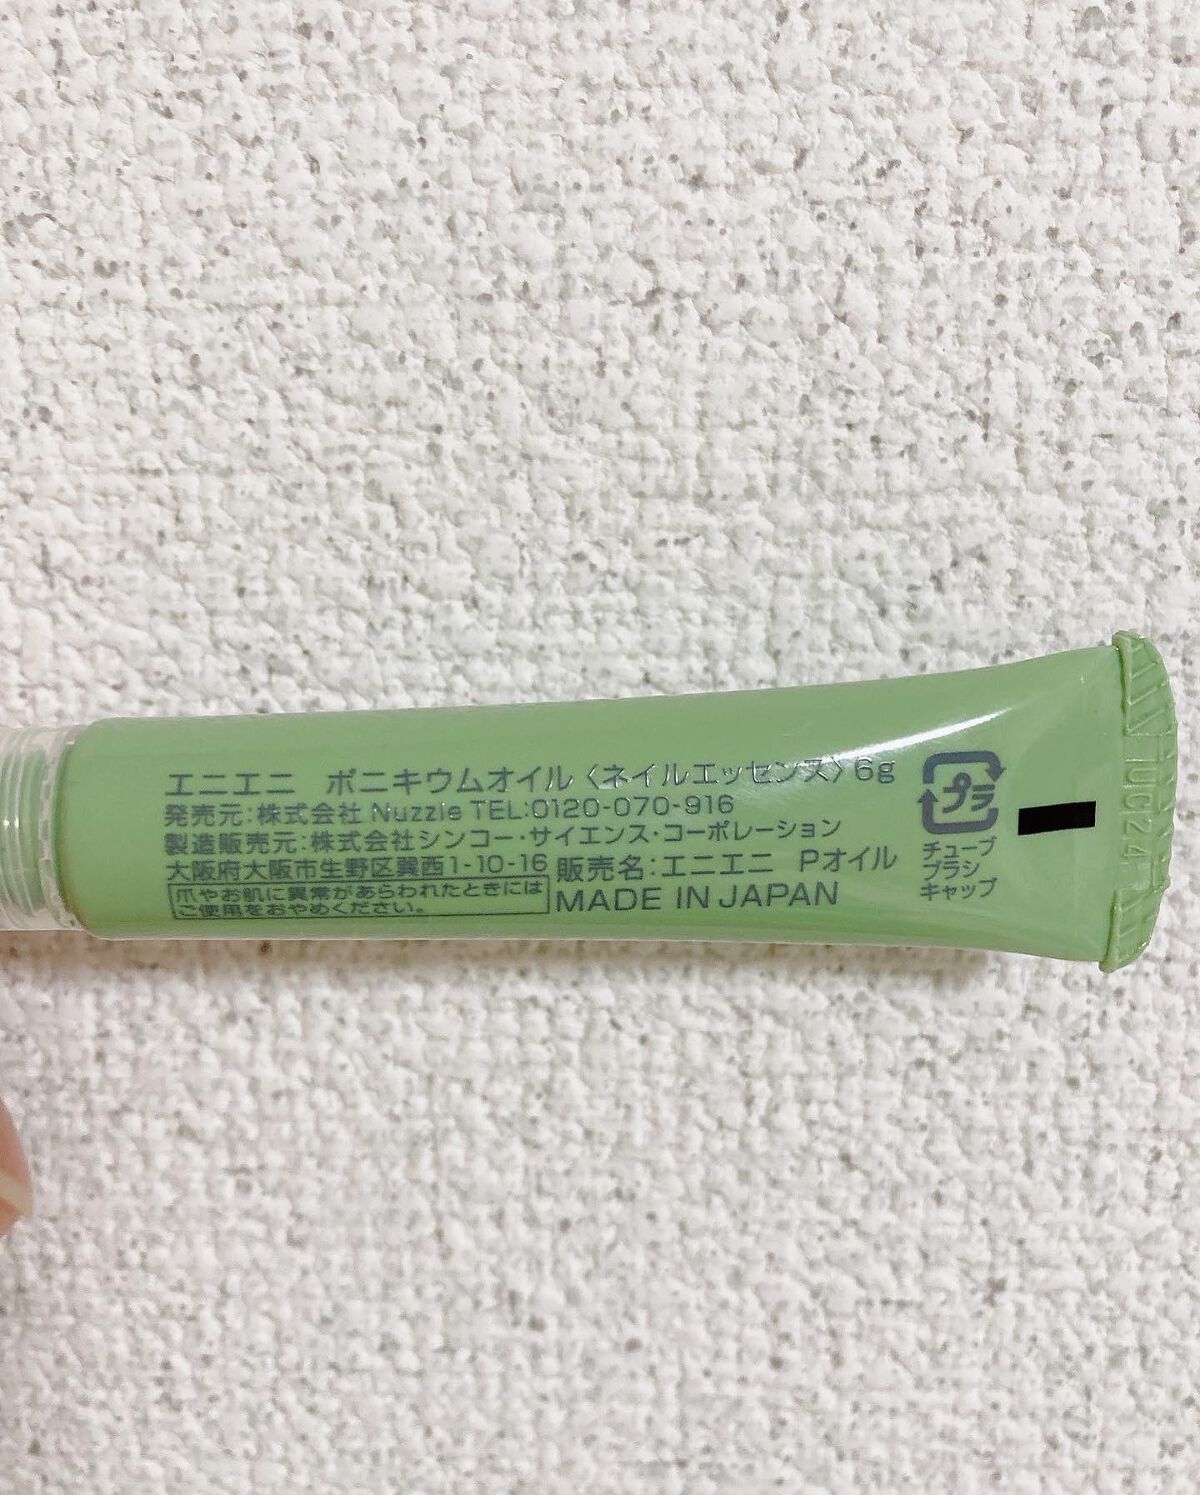 エニエニ ポニキウムオイル〈ネイルエッセンス〉6g
発売元:株式会社 Nuzzle TEL:0120-070-916
製造販売元:株式会社シンコー・サイエンス・コーポレーション
大阪府大阪市生野区巽西1-10-16
販売名:エニエニ Pオイル
爪やお肌に異常があらわれたときには
ご使用をおやめください。
MADE IN JAPAN
プラ
チューブ
ブラシ
キャップ